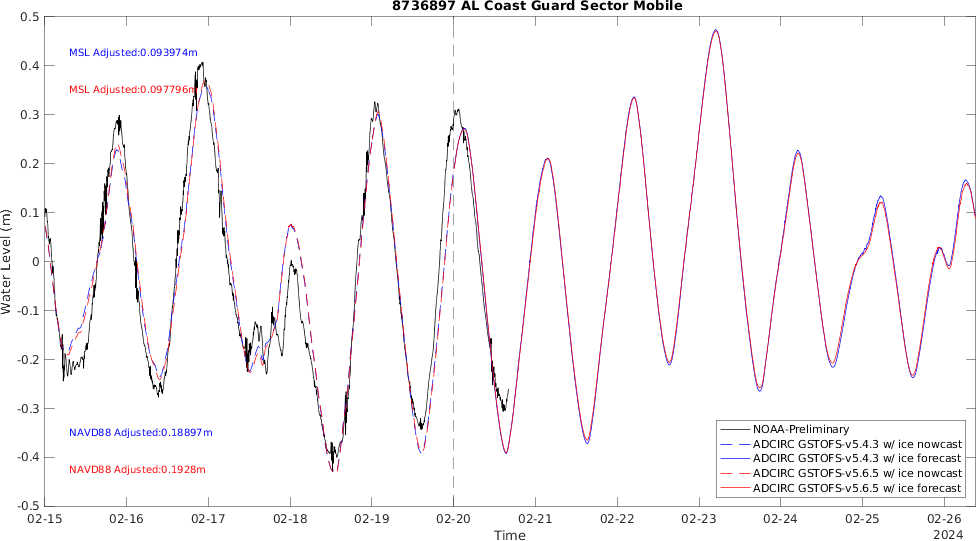 8736897 AL Coast Guard Sector Mobile
0.5
0.4
0.3
0.2
0.1
0
-0.1
-0.2
-0.3
-0.4
-0.5
Water Level (m)
MSL Adjusted:0.093974m
MSL Adjusted:0.097796m
NAVD88 Adjusted:0.18897m
NAVD88 Adjusted:0.1928m
NOAA-Preliminary
ADCIRC GSTOFS-v5.4.3 w/ ice nowcast
ADCIRC GSTOFS-v5.4.3 w/ ice forecast
ADCIRC GSTOFS-v5.6.5 w/ ice nowcast
ADCIRC GSTOFS-v5.6.5 w/ ice forecast
02-15 02-16 02-17 02-18 02-19 02-20 02-21 02-22 02-23 02-24 02-25 02-26
2024
Time